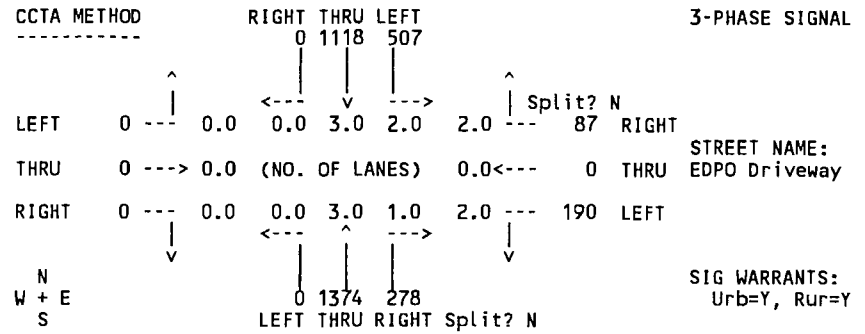 CCTA METHOD RIGHT THRU LEFT 3-PHASE SIGNAL
----------- 0 1118 507
^ | | | ^
| <--- v ---> | Split? N
LEFT 0 --- 0.0 0.0 3.0 2.0 2.0 --- 87 RIGHT
STREET NAME:
THRU 0 ---> 0.0 (NO. OF LANES) 0.0<--- 0 THRU EDPO Driveway
RIGHT 0 --- 0.0 0.0 3.0 1.0 2.0 --- 190 LEFT
| <--- ^ ---> |
v | | | v
N SIG WARRANTS:
W + E 0 1374 278 Urb=Y, Rur=Y
S LEFT THRU RIGHT Split? N